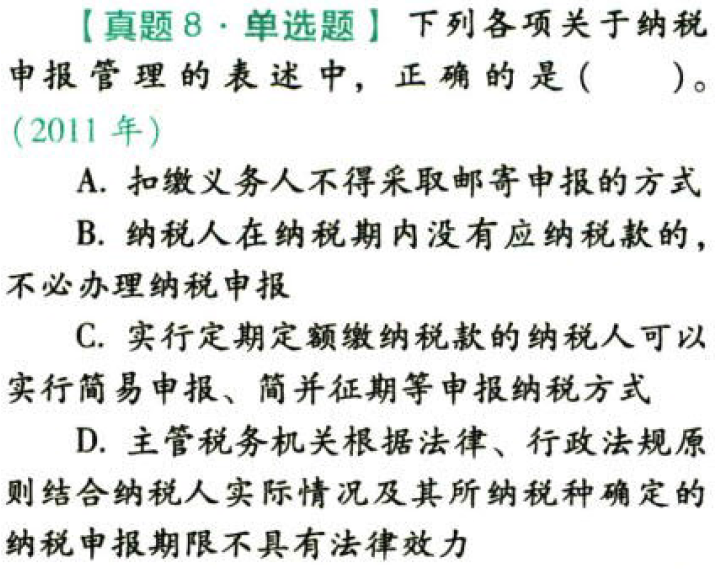 【真题8·单选题】下列各项关于纳税
申报管理的表述中，正确的是(　　)。
(2011年)
A. 扣缴义务人不得采取邮寄申报的方式
B. 纳税人在纳税期内没有应纳税款的，
不必办理纳税申报
C. 实行定期定额缴纳税款的纳税人可以
实行简易申报、简并征期等申报纳税方式
D. 主管税务机关根据法律、行政法规原
则结合纳税人实际情况及其所纳税种确定的
纳税申报期限不具有法律效力